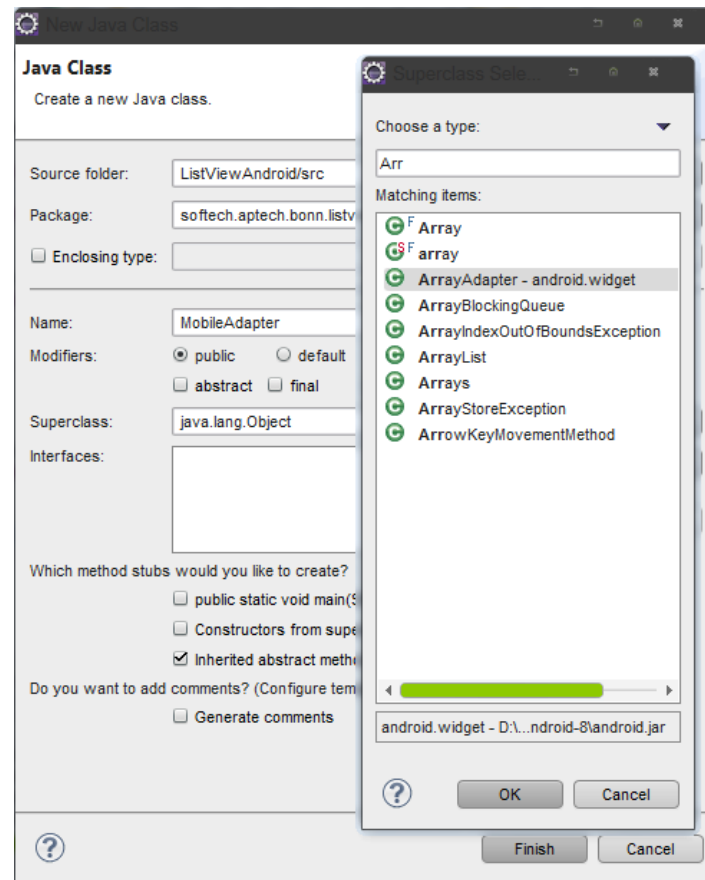 New Java Class
Java Class
Create a new Java class.
Source folder: ListViewAndroid/src
Package: softech.aptech.bonn.listv
Enclosing type:
Name: MobileAdapter
Modifiers: public default
abstract final
Superclass: java.lang.Object
Interfaces:
Which method stubs would you like to create?
public static void main(S
Constructors from supe
Inherited abstract meth
Do you want to add comments? (Configure tem
Generate comments
? Finish Cancel
Superclass Sele...
Choose a type:
Arr
Matching items:
C F Array
C S F array
C ArrayAdapter - android.widget
C ArrayBlockingQueue
C ArrayIndexOutOfBoundsException
C ArrayList
C Arrays
C ArrayStoreException
C ArrowKeyMovementMethod
android.widget - D:\...ndroid-8\android.jar
? OK Cancel